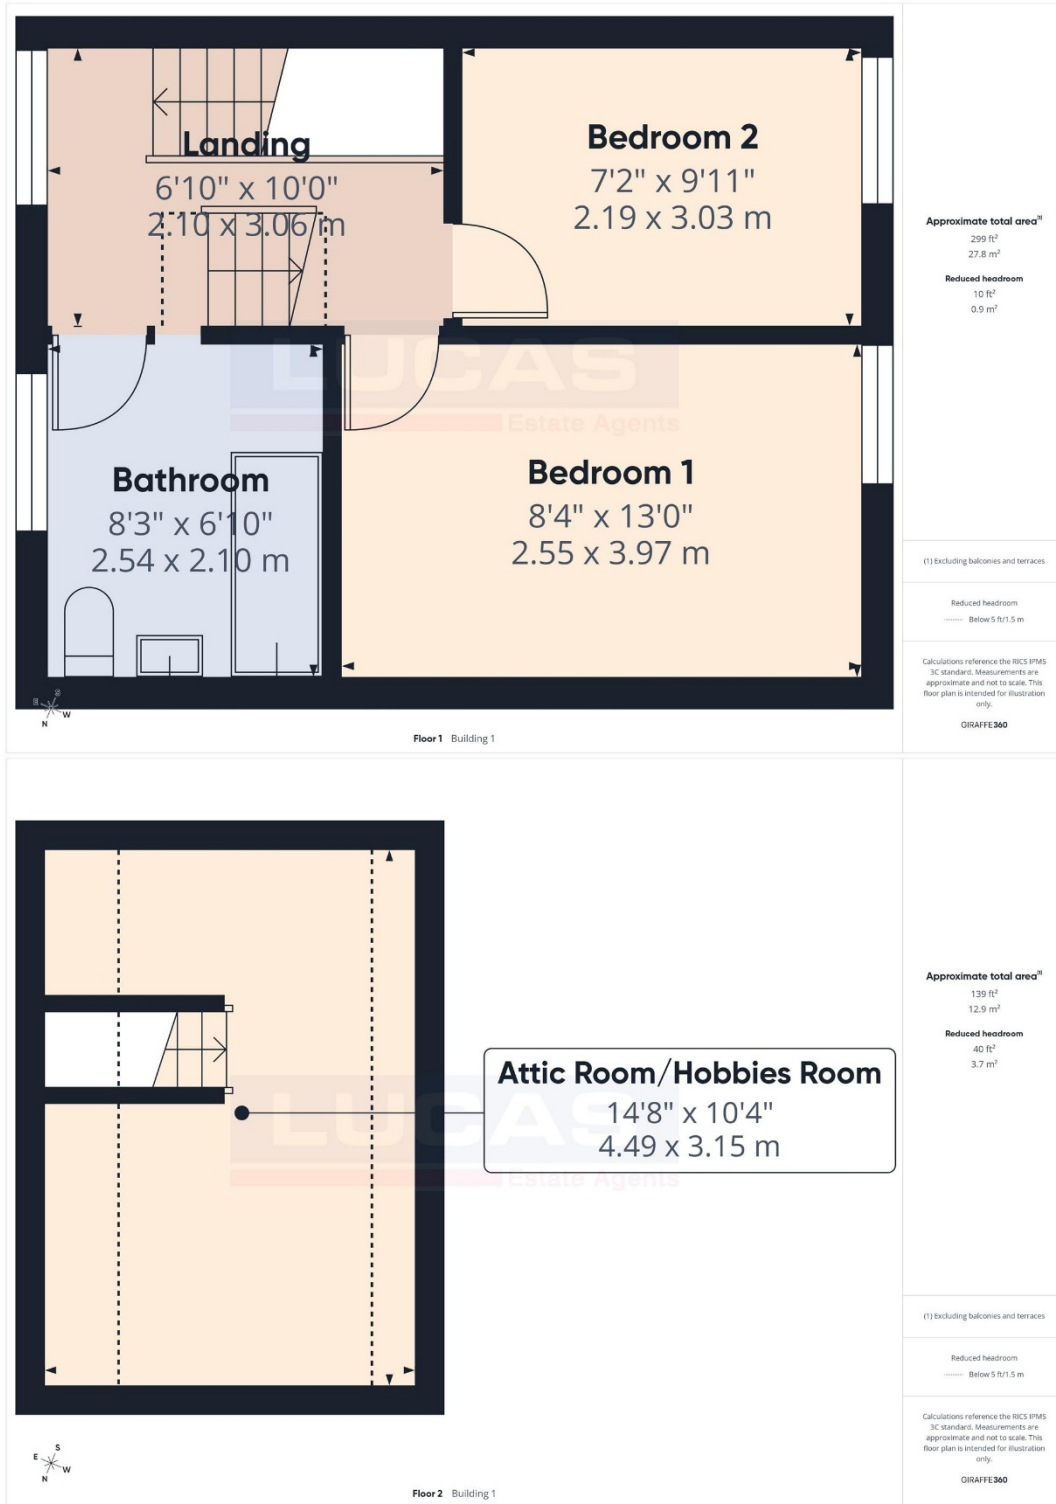 Landing
6'10" x 10'0"
2.10 x 3.06 m
Bedroom 2
7'2" x 9'11"
2.19 x 3.03 m
LUCAS
Estate Agents
Bathroom
8'3" x 6'10"
2.54 x 2.10 m
Bedroom 1
8'4" x 13'0"
2.55 x 3.97 m
E S
N W
Floor 1 Building 1
Approximate total area(1)
299 ft²
27.8 m²
Reduced headroom
10 ft²
0.9 m²
(1) Excluding balconies and terraces
Reduced headroom
Below 5 ft/1.5 m
Calculations reference the RICS IPMS
3C standard. Measurements are
approximate and not to scale. This
floor plan is intended for illustration
only.
GIRAFFE360
Attic Room/Hobbies Room
14'8" x 10'4"
4.49 x 3.15 m
LUCAS
Estate Agents
S
E
W
N
Floor 2 Building 1
Approximate total area(1)
139 ft²
12.9 m²
Reduced headroom
40 ft²
3.7 m²
(1) Excluding balconies and terraces
Reduced headroom
Below 5 ft/1.5 m
Calculations reference the RICS IPMS
3C standard. Measurements are
approximate and not to scale. This
floor plan is intended for illustration
only.
GIRAFFE360